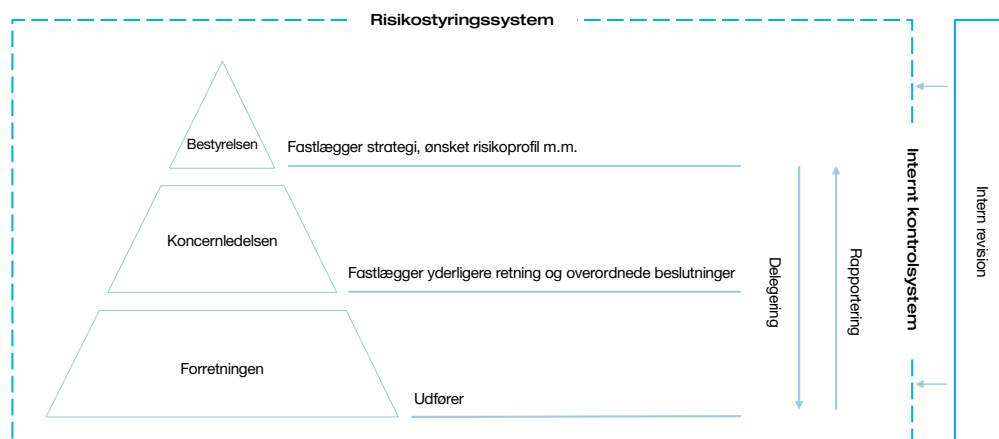 Risikostyringssystem
Bestyrelsen
Fastlægger strategi, ønsket risikoprofil m.m.
Koncernledelsen
Fastlægger yderligere retning og overordnede beslutninger
Forretningen
Udfører
Delegering
Rapportering
Internt kontrolsystem
Intern revision